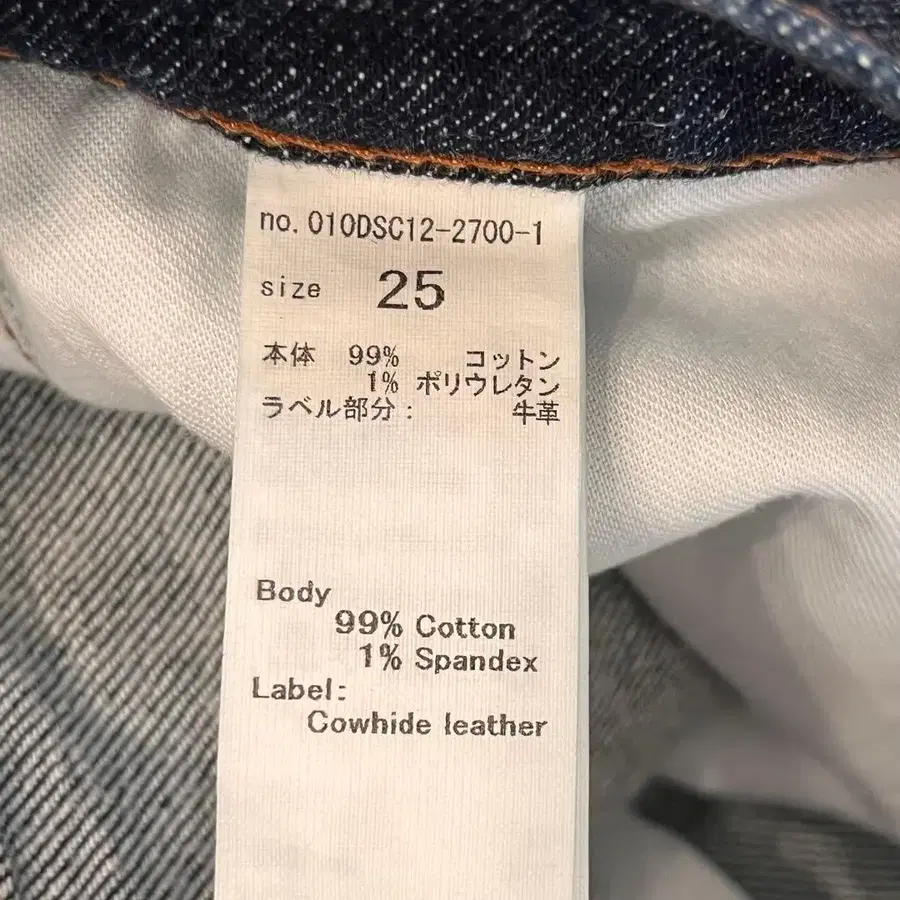 no. 010DSC12-2700-1
size 25
本体 99% コットン
1% ポリウレタン
ラベル部分: 牛革
Body
99% Cotton
1% Spandex
Label:
Cowhide leather